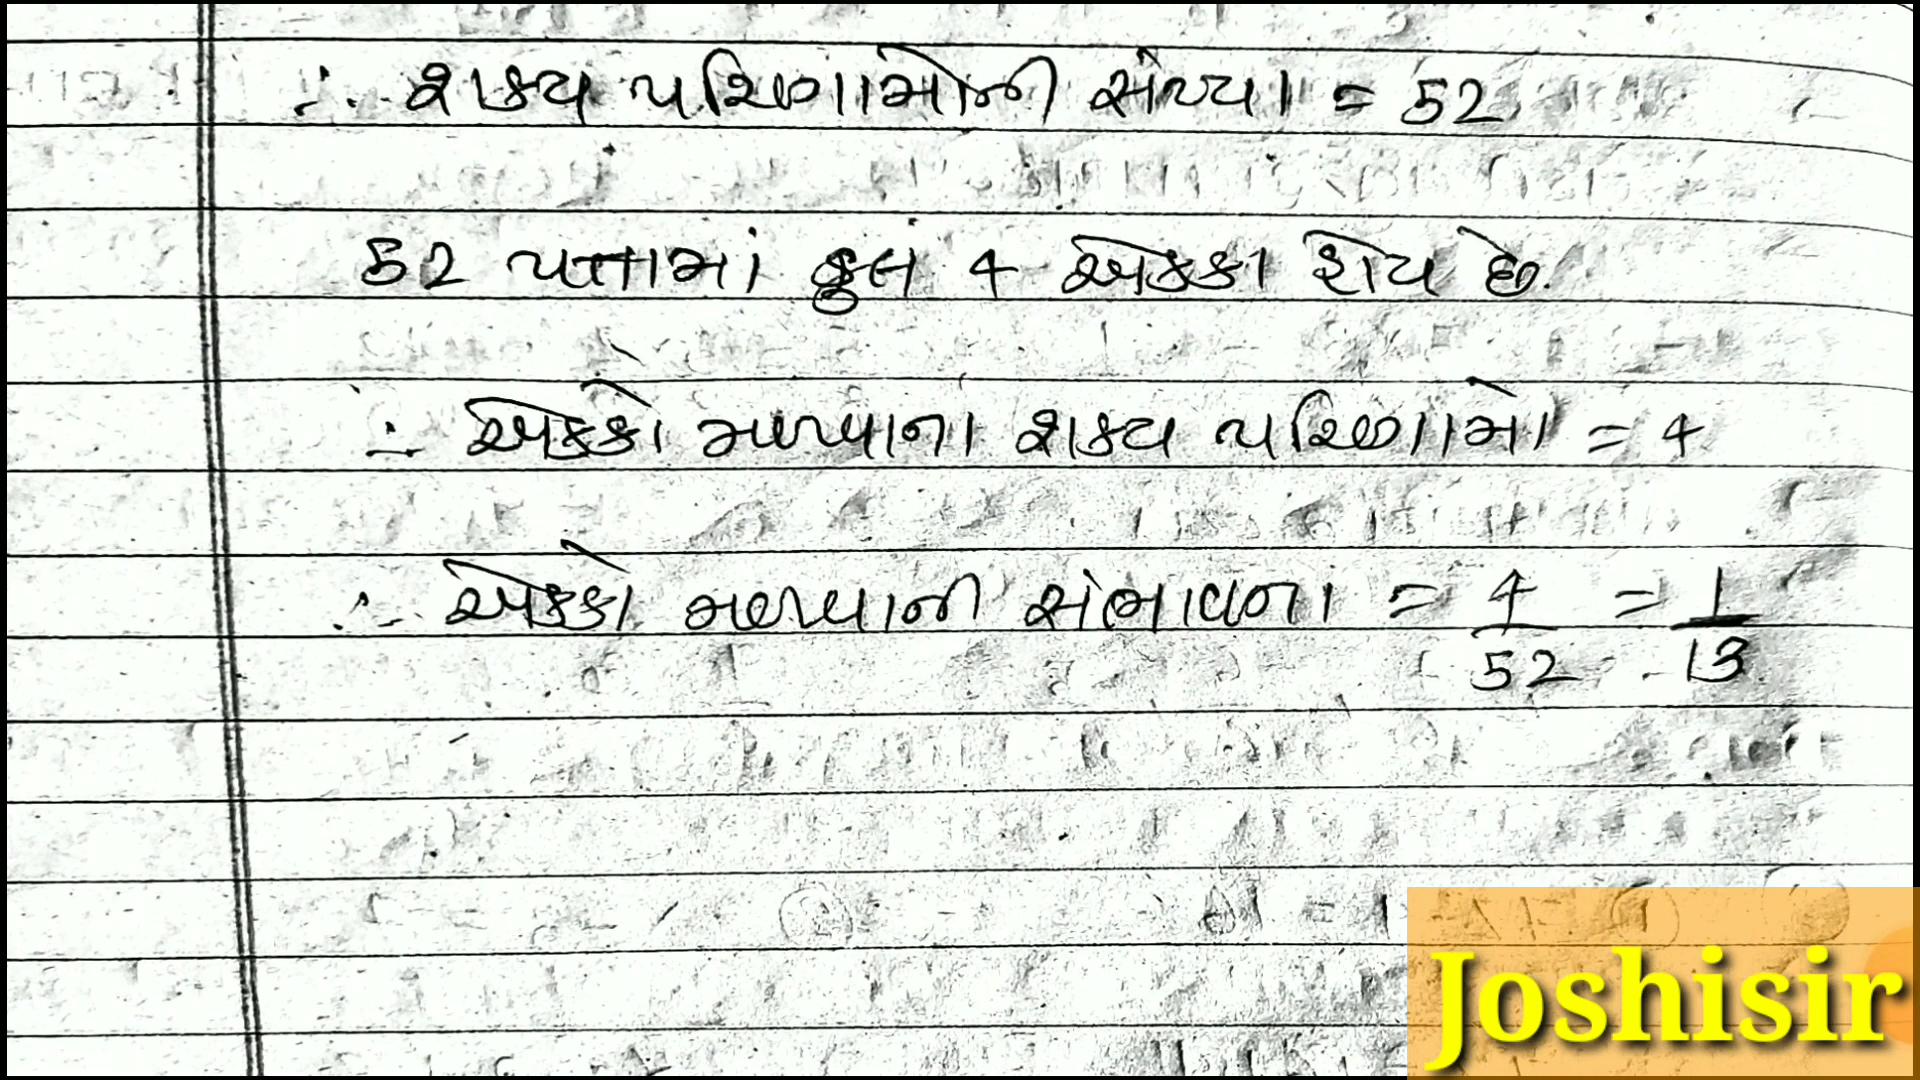 ∴ શક્ય પરિણામોની સંખ્યા = 52
52 પત્તામાં કુલ 4 એક્કા હોય છે.
∴ એક્કો મળવાના શક્ય પરિણામો = 4
∴ એક્કો મળવાની સંભાવના = 4/52 = 1/13
Joshisir